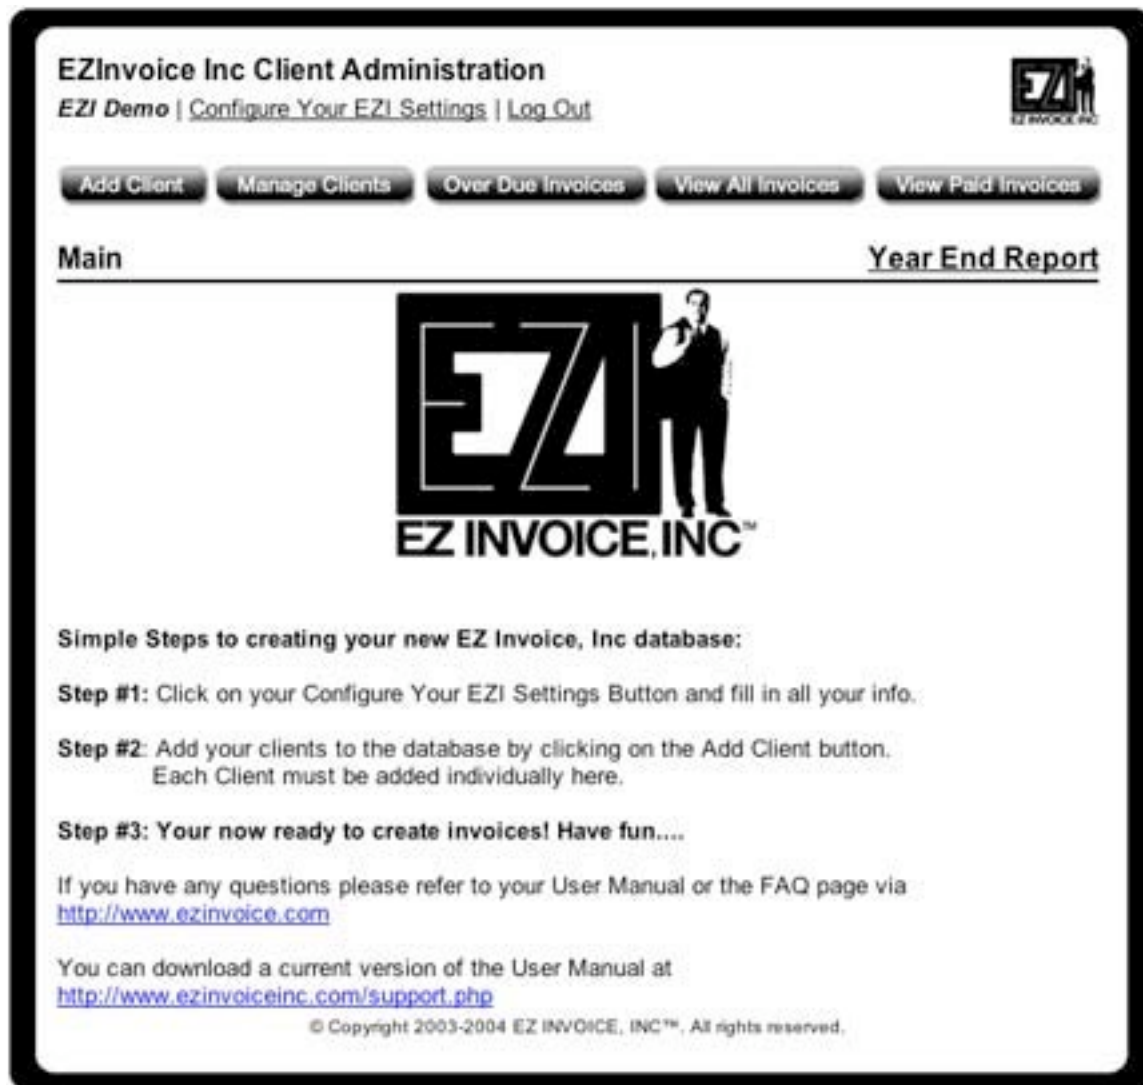 EZInvoice Inc Client Administration
EZI Demo | Configure Your EZI Settings | Log Out
EZI
EZ INVOICE INC
Add Client
Manage Clients
Over Due Invoices
View All Invoices
View Paid Invoices
Main
Year End Report
EZI
EZ INVOICE, INC™
Simple Steps to creating your new EZ Invoice, Inc database:
Step #1: Click on your Configure Your EZI Settings Button and fill in all your info.
Step #2: Add your clients to the database by clicking on the Add Client button.
Each Client must be added individually here.
Step #3: Your now ready to create invoices! Have fun....
If you have any questions please refer to your User Manual or the FAQ page via
http://www.ezinvoice.com
You can download a current version of the User Manual at
http://www.ezinvoiceinc.com/support.php
© Copyright 2003-2004 EZ INVOICE, INC™. All rights reserved.